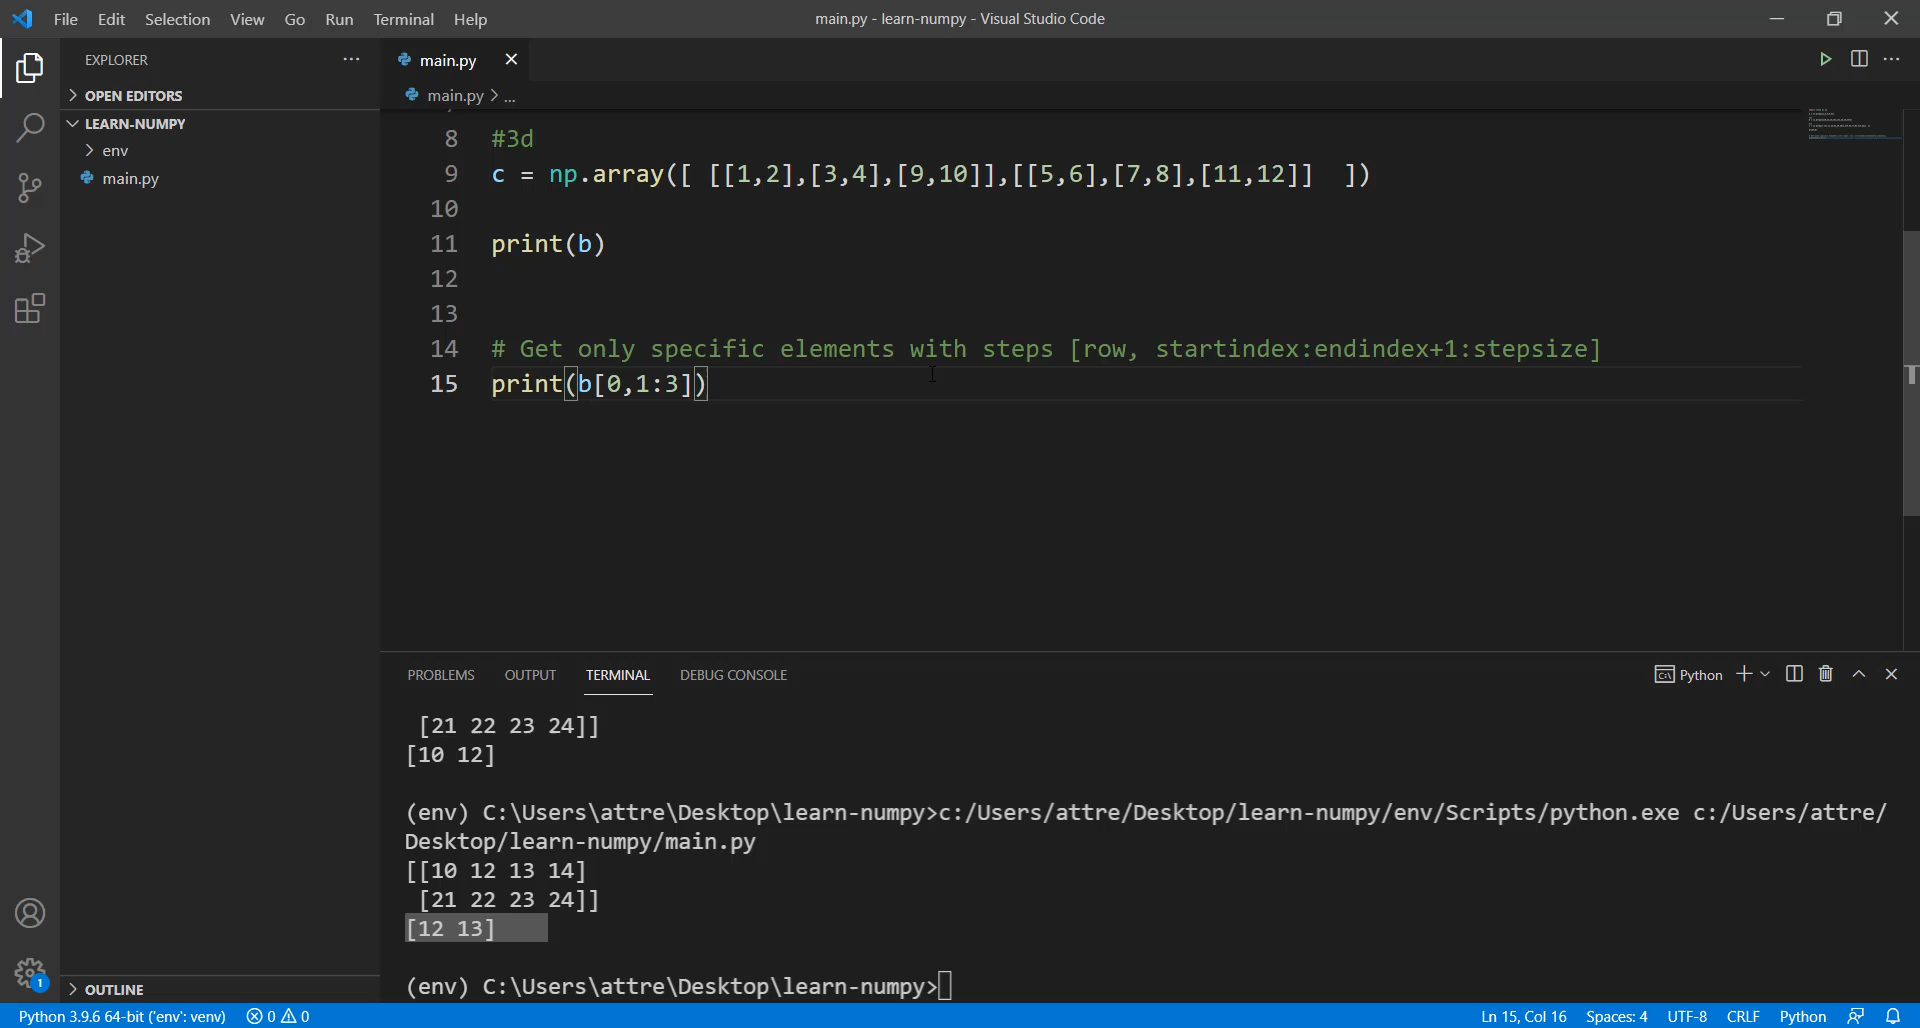 File Edit Selection View Go Run Terminal Help
main.py - learn-numpy - Visual Studio Code
EXPLORER
main.py
OPEN EDITORS
main.py > ...
LEARN-NUMPY
env
main.py
8 #3d
9 c = np.array([ [[1,2],[3,4],[9,10]],[[5,6],[7,8],[11,12]]  ])
10
11 print(b)
12
13
14 # Get only specific elements with steps [row, startindex:endindex+1:stepsize]
15 print(b[0,1:3])
PROBLEMS OUTPUT TERMINAL DEBUG CONSOLE
Python
[21 22 23 24]]
[10 12]
(env) C:\Users\attre\Desktop\learn-numpy>c:/Users/attre/Desktop/learn-numpy/env/Scripts/python.exe c:/Users/attre/
Desktop/learn-numpy/main.py
[[10 12 13 14]
[21 22 23 24]]
[12 13]
(env) C:\Users\attre\Desktop\learn-numpy>
1
OUTLINE
Python 3.9.6 64-bit ('env': venv) 0 0 Ln 15, Col 16 Spaces: 4 UTF-8 CRLF Python